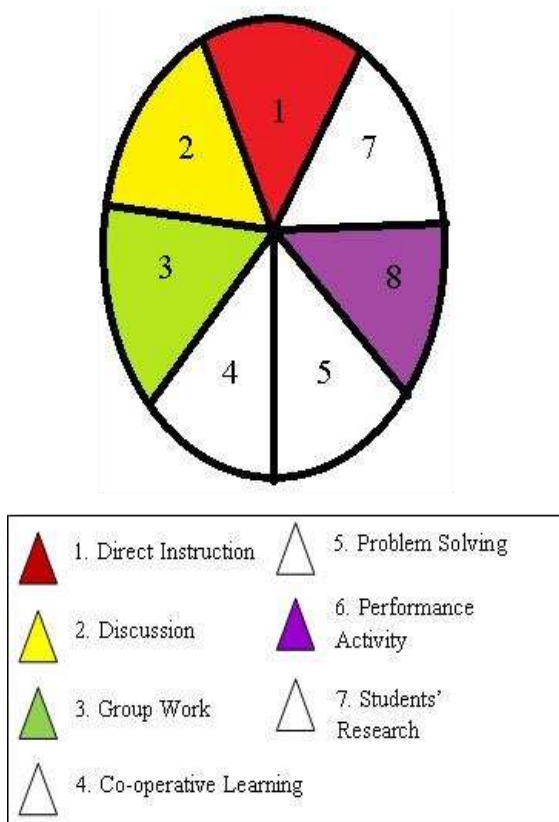 1
2
7
3
8
4
5
1. Direct Instruction
2. Discussion
3. Group Work
4. Co-operative Learning
5. Problem Solving
6. Performance
Activity
7. Students'
Research